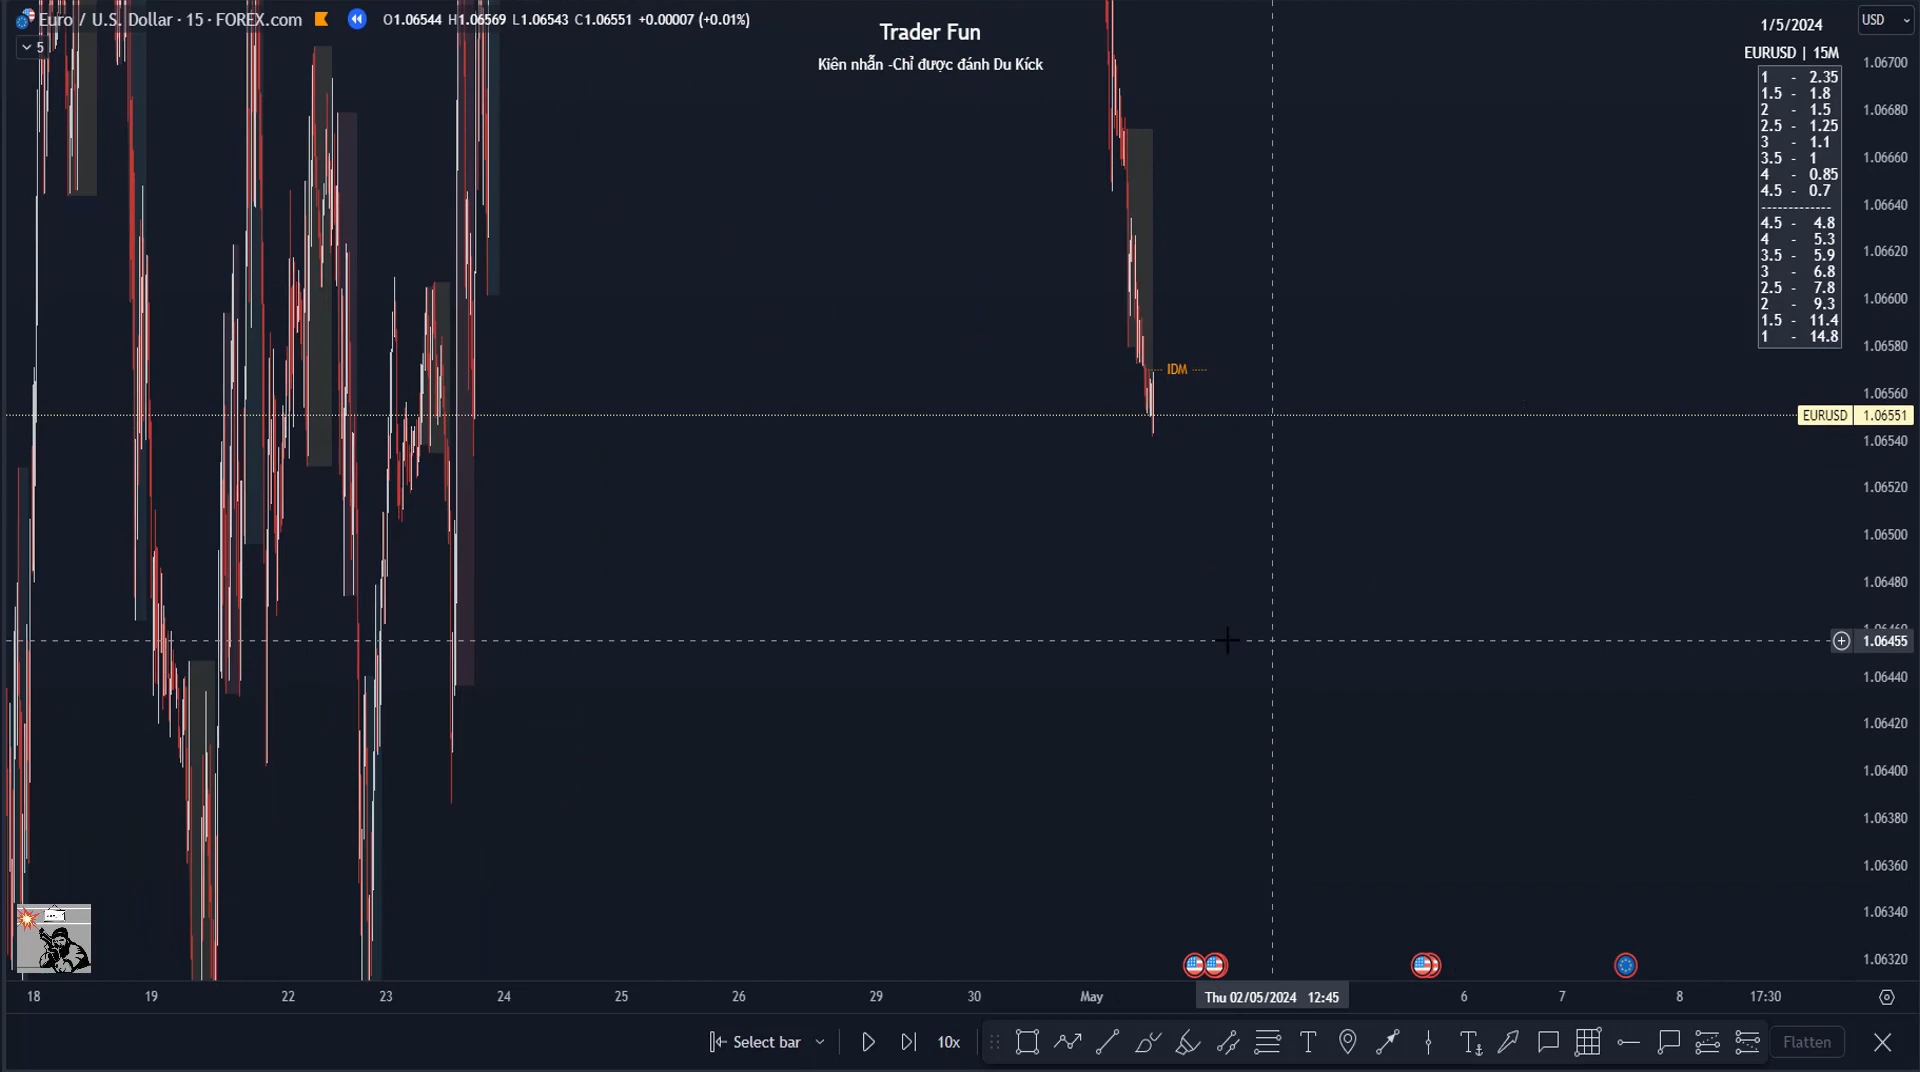 Euro / U.S. Dollar · 15 · FOREX.com O1.06544 H1.06569 L1.06543 C1.06551 +0.00007 (+0.01%)
5
Trader Fun
Kiên nhẫn -Chỉ được đánh Du Kích
1/5/2024
EURUSD | 15M
1 - 2.35
1.5 - 1.8
2 - 1.5
2.5 - 1.25
3 - 1.1
3.5 - 1
4 - 0.85
4.5 - 0.7
-------------
4.5 - 4.8
4 - 5.3
3.5 - 5.9
3 - 6.8
2.5 - 7.8
2 - 9.3
1.5 - 11.4
1 - 14.8
USD
1.06700
1.06680
1.06660
1.06640
1.06620
1.06600
1.06580
1.06560
IDM
EURUSD 1.06551
1.06540
1.06520
1.06500
1.06480
1.06455
1.06440
1.06420
1.06400
1.06380
1.06360
1.06340
1.06320
18 19 22 23 24 25 26 29 30 May Thu 02/05/2024 12:45 6 7 8 17:30
Select bar 10x Flatten